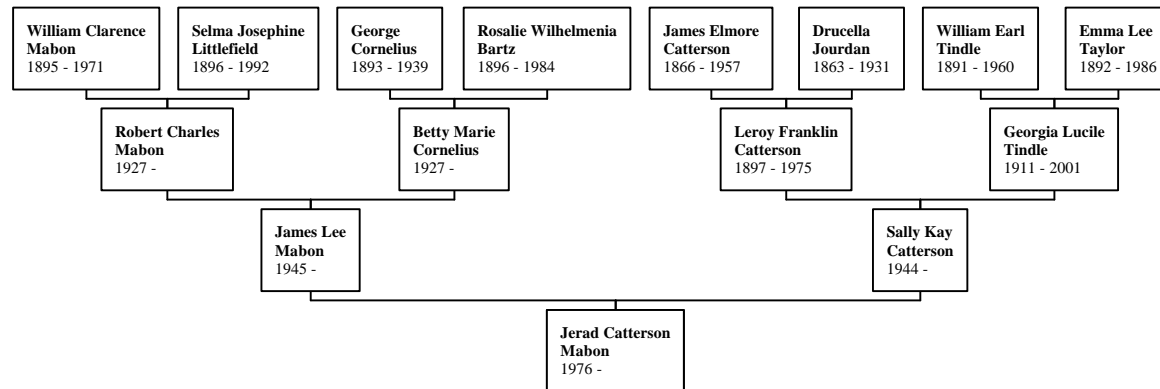 William Clarence
Mabon
1895 - 1971
Selma Josephine
Littlefield
1896 - 1992
George
Cornelius
1893 - 1939
Rosalie Wilhelmenia
Bartz
1896 - 1984
James Elmore
Catterson
1866 - 1957
Drucella
Jourdan
1863 - 1931
William Earl
Tindle
1891 - 1960
Emma Lee
Taylor
1892 - 1986
Robert Charles
Mabon
1927 -
Betty Marie
Cornelius
1927 -
Leroy Franklin
Catterson
1897 - 1975
Georgia Lucile
Tindle
1911 - 2001
James Lee
Mabon
1945 -
Sally Kay
Catterson
1944 -
Jerad Catterson
Mabon
1976 -